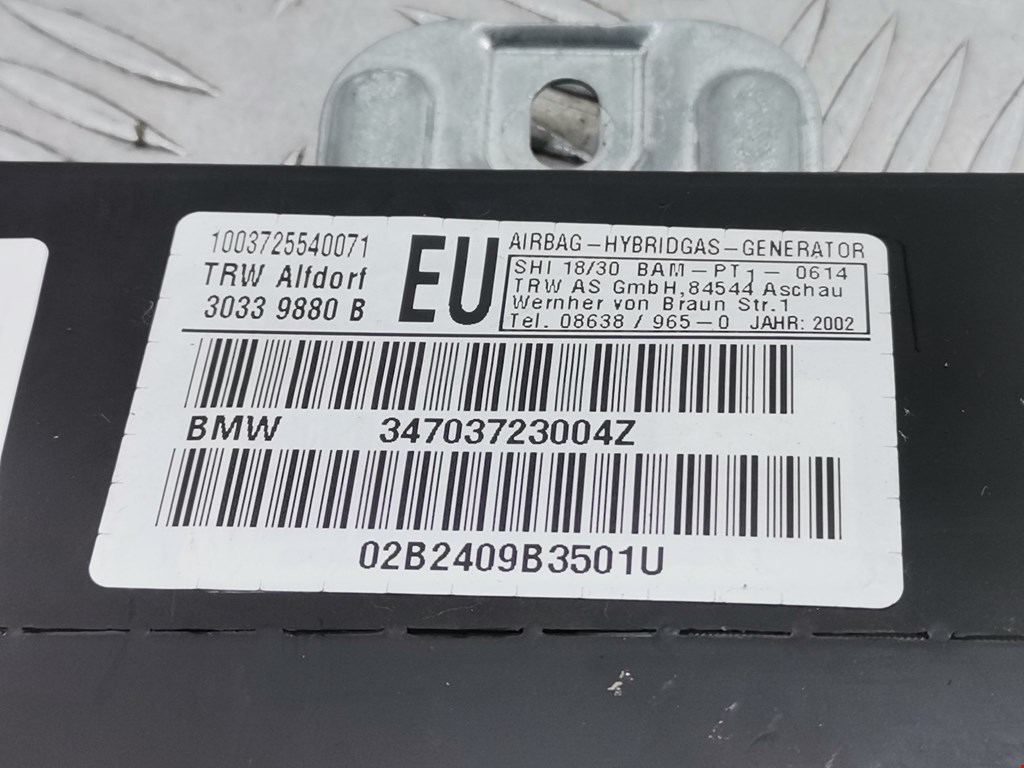 1003725540071
TRW Alfdorf
3033 9880 B
EU
AIRBAG-HYBRIDGAS-GENERATOR
SHI 18/30 BAM-PT1-0614
TRW AS GmbH, 84544 Aschau
Wernher von Braun Str.1
Tel. 08638 / 965-0 JAHR: 2002
BMW 34703723004Z
02B2409B3501U